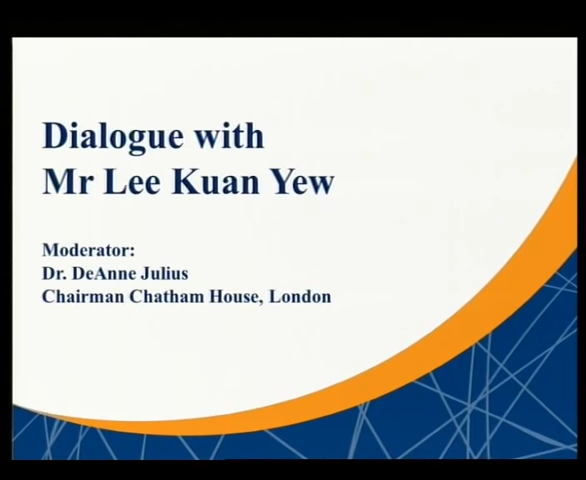 Dialogue with
Mr Lee Kuan Yew
Moderator:
Dr. DeAnne Julius
Chairman Chatham House, London